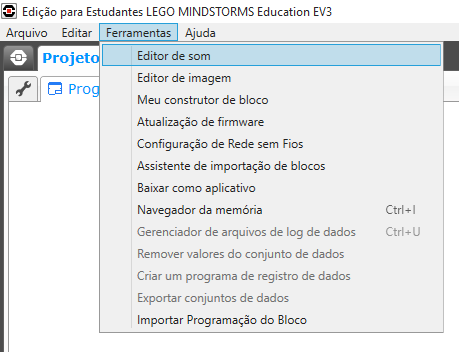 Edição para Estudantes LEGO MINDSTORMS Education EV3
Arquivo Editar Ferramentas Ajuda
Projeto
Prog
Editor de som
Editor de imagem
Meu construtor de bloco
Atualização de firmware
Configuração de Rede sem Fios
Assistente de importação de blocos
Baixar como aplicativo
Navegador da memória Ctrl+I
Gerenciador de arquivos de log de dados Ctrl+U
Remover valores do conjunto de dados
Criar um programa de registro de dados
Exportar conjuntos de dados
Importar Programação do Bloco